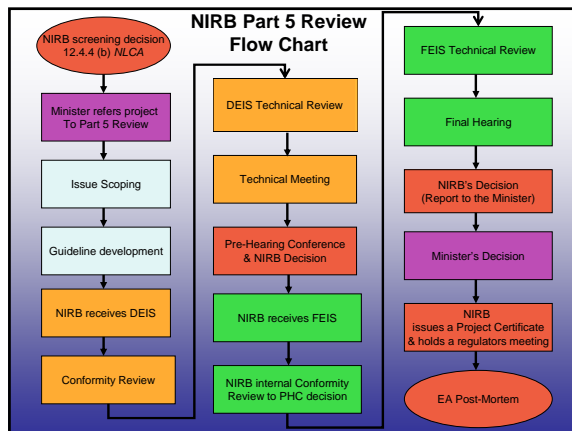 NIRB Part 5 Review
Flow Chart
NIRB screening decision
12.4.4 (b) NLCA
Minister refers project
To Part 5 Review
Issue Scoping
Guideline development
NIRB receives DEIS
Conformity Review
DEIS Technical Review
Technical Meeting
Pre-Hearing Conference
& NIRB Decision
NIRB receives FEIS
NIRB internal Conformity
Review to PHC decision
FEIS Technical Review
Final Hearing
NIRB's Decision
(Report to the Minister)
Minister's Decision
NIRB
issues a Project Certificate
& holds a regulators meeting
EA Post-Mortem